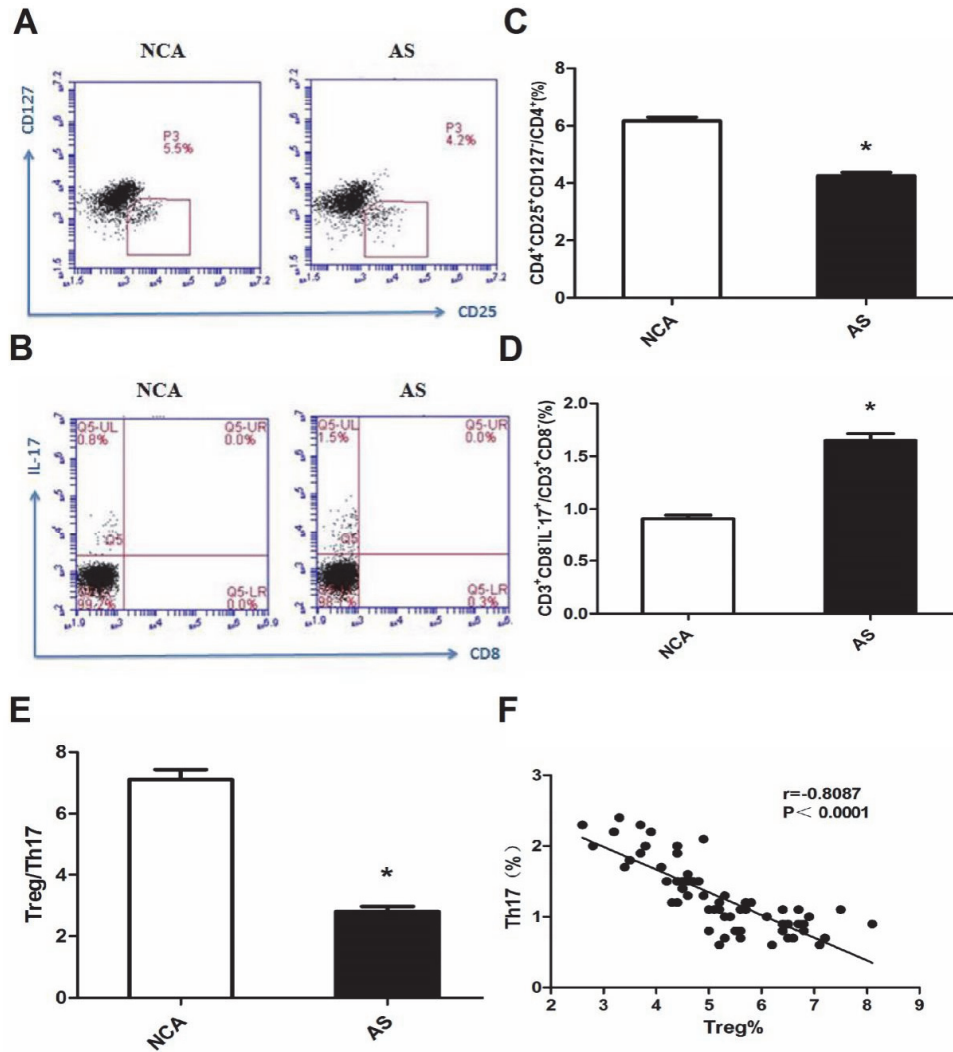 A
NCA
AS
CD127
7.2
P3
5.5%
7.2
P3
4.2%
CD25
C
CD4+CD25+CD127-/CD4+(%)
8
6
4
2
0
*
NCA
AS
B
NCA
AS
IL-17
Q5-UL
0.8%
Q5-UR
0.0%
Q5
Q5-LR
0.0%
Q5-UL
1.5%
Q5-UR
0.0%
Q5
Q5-LR
0.3%
CD8
D
CD3+CD8-IL-17+/CD3+CD8-(%)
2.0
1.5
1.0
0.5
0.0
*
NCA
AS
E
Treg/Th17
8
6
4
2
0
*
NCA
AS
F
Th17 (%)
3
2
1
0
r=-0.8087
P< 0.0001
2 3 4 5 6 7 8 9
Treg%